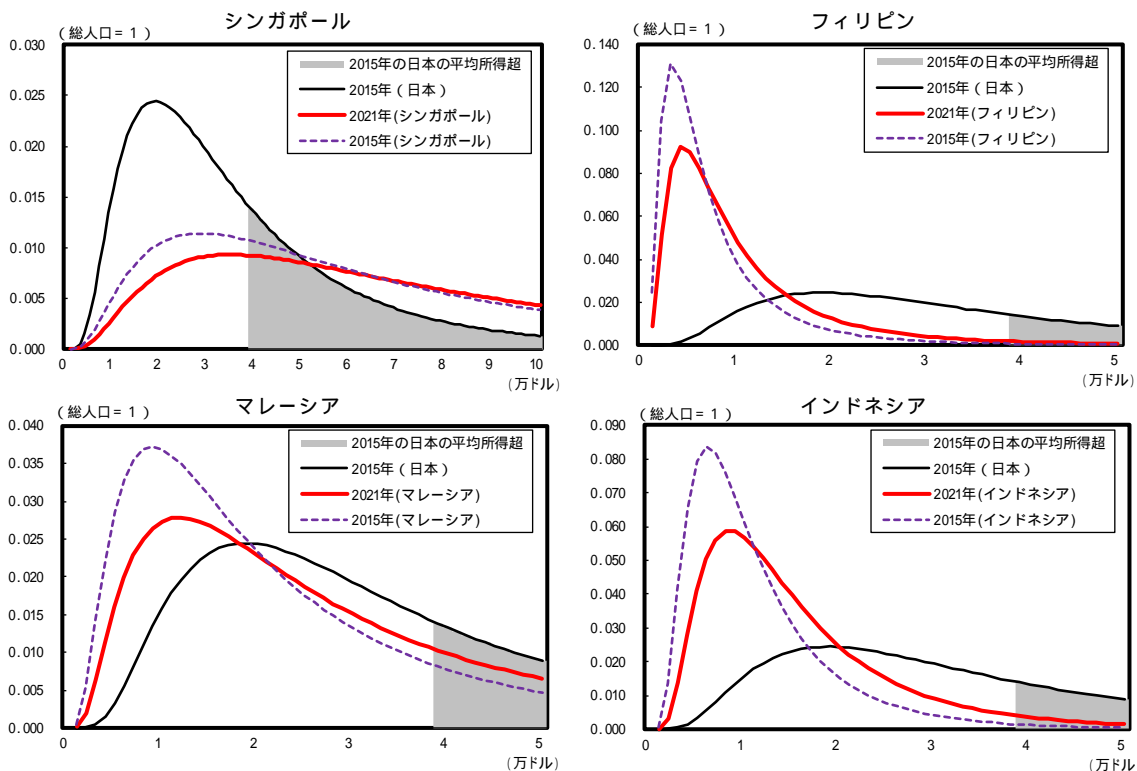 シンガポール
(総人口=1)
0.030
0.025
0.020
0.015
0.010
0.005
0.000
0 1 2 3 4 5 6 7 8 9 10
(万ドル)
2015年の日本の平均所得超
2015年(日本)
2021年(シンガポール)
2015年(シンガポール)
フィリピン
(総人口=1)
0.140
0.120
0.100
0.080
0.060
0.040
0.020
0.000
0 1 2 3 4 5
(万ドル)
2015年の日本の平均所得超
2015年(日本)
2021年(フィリピン)
2015年(フィリピン)
マレーシア
(総人口=1)
0.040
0.035
0.030
0.025
0.020
0.015
0.010
0.005
0.000
0 1 2 3 4 5
(万ドル)
2015年の日本の平均所得超
2015年(日本)
2021年(マレーシア)
2015年(マレーシア)
インドネシア
(総人口=1)
0.090
0.080
0.070
0.060
0.050
0.040
0.030
0.020
0.010
0.000
0 1 2 3 4 5
(万ドル
2015年の日本の平均所得超
2015年(日本)
2021年(インドネシア)
2015年(インドネシア)